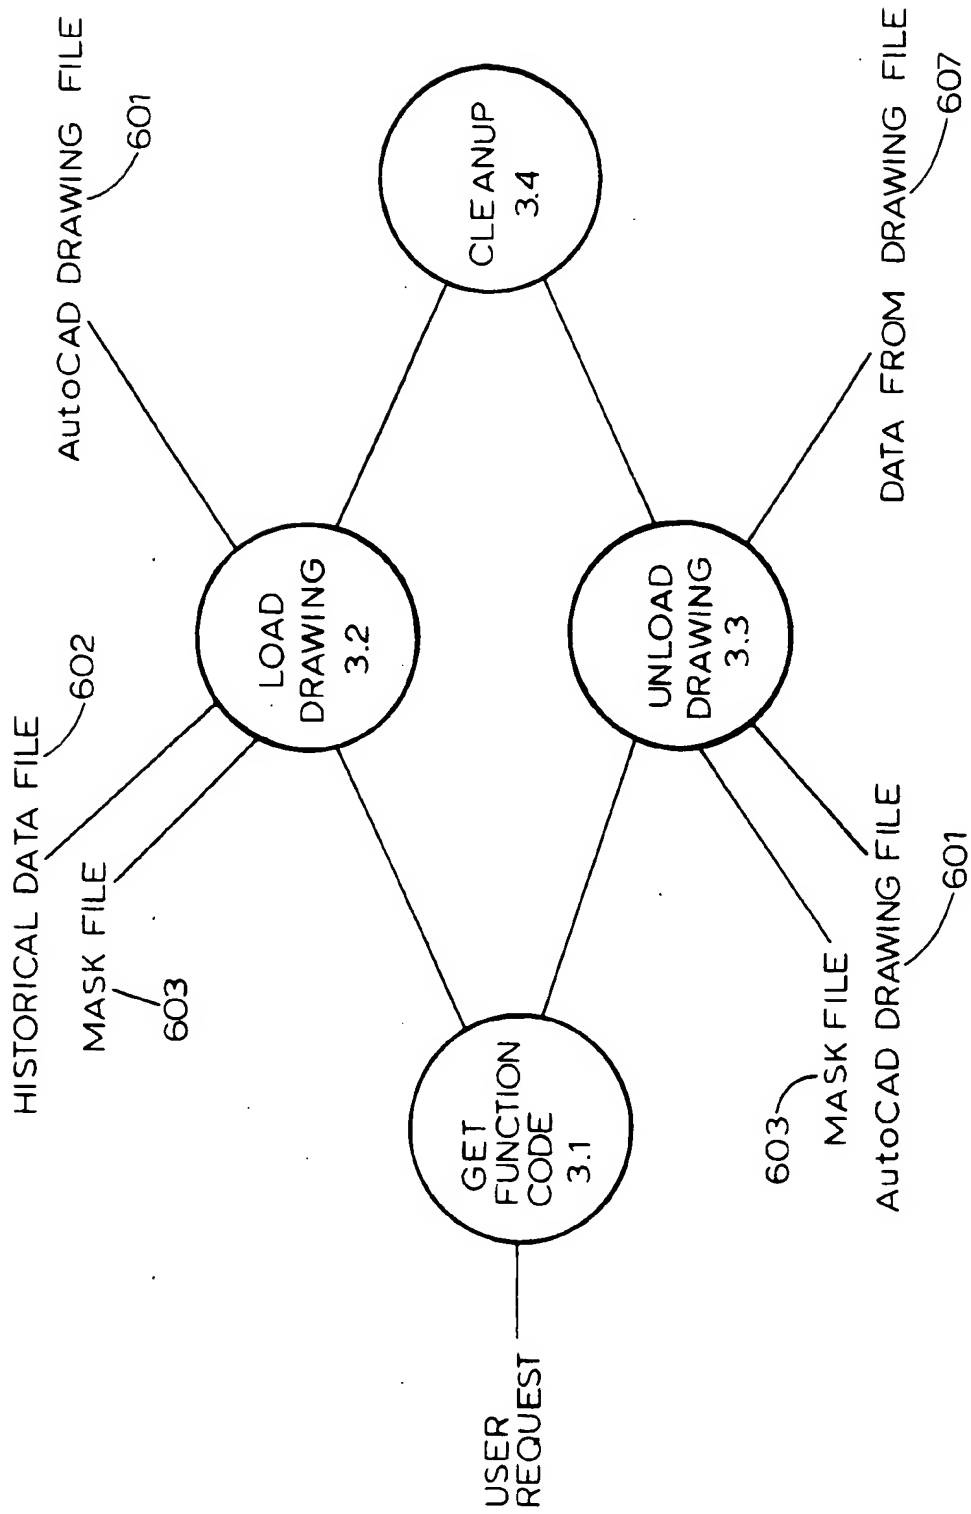 HISTORICAL DATA FILE
602
MASK FILE
603
AutoCAD DRAWING FILE
601
LOAD
DRAWING
3.2
CLEANUP
3.4
USER
REQUEST
GET
FUNCTION
CODE
3.1
UNLOAD
DRAWING
3.3
603
MASK FILE
AutoCAD DRAWING FILE
601
DATA FROM DRAWING FILE
607